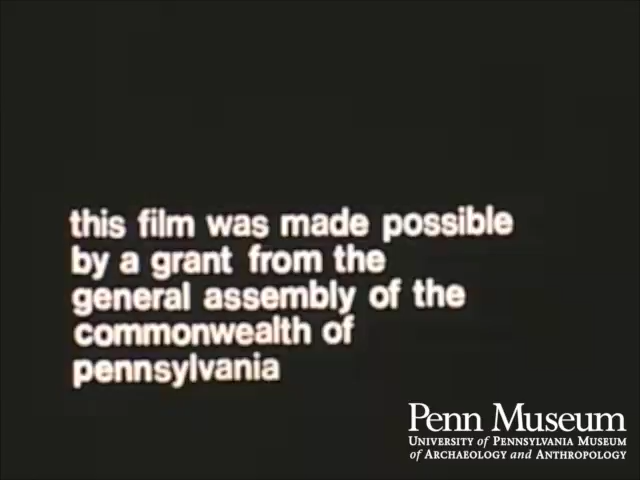 this film was made possible
by a grant from the
general assembly of the
commonwealth of
pennsylvania
Penn Museum
UNIVERSITY of PENNSYLVANIA MUSEUM
of ARCHAEOLOGY and ANTHROPOLOGY